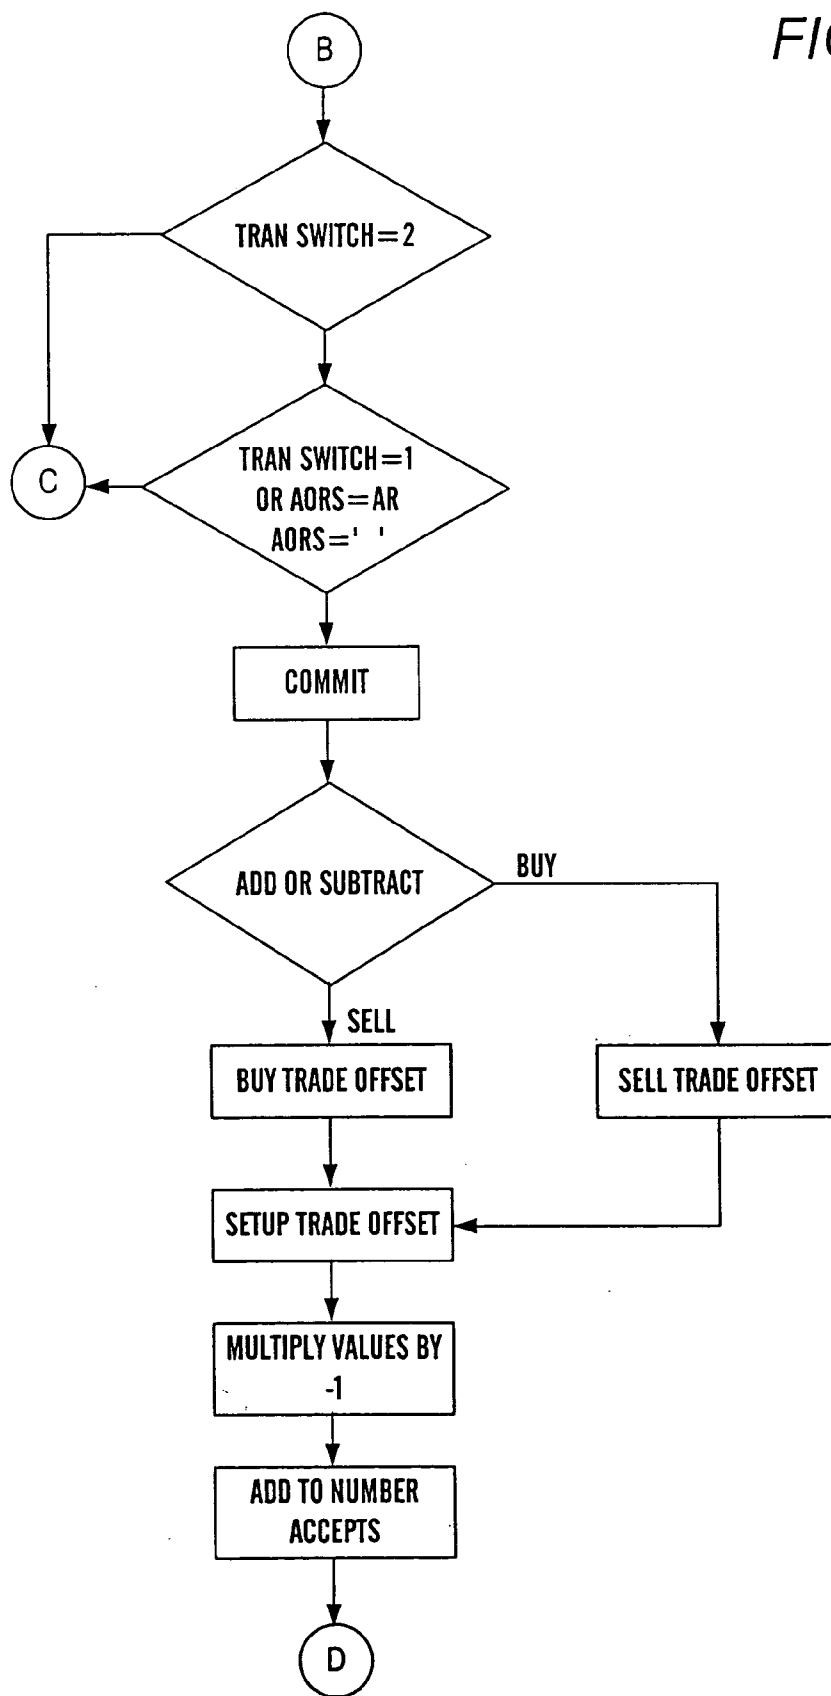 FIG
B
TRAN SWITCH=2
C
TRAN SWITCH=1
OR AORS=AR
AORS=' '
COMMIT
ADD OR SUBTRACT
BUY
SELL
BUY TRADE OFFSET
SELL TRADE OFFSET
SETUP TRADE OFFSET
MULTIPLY VALUES BY
-1
ADD TO NUMBER
ACCEPTS
D